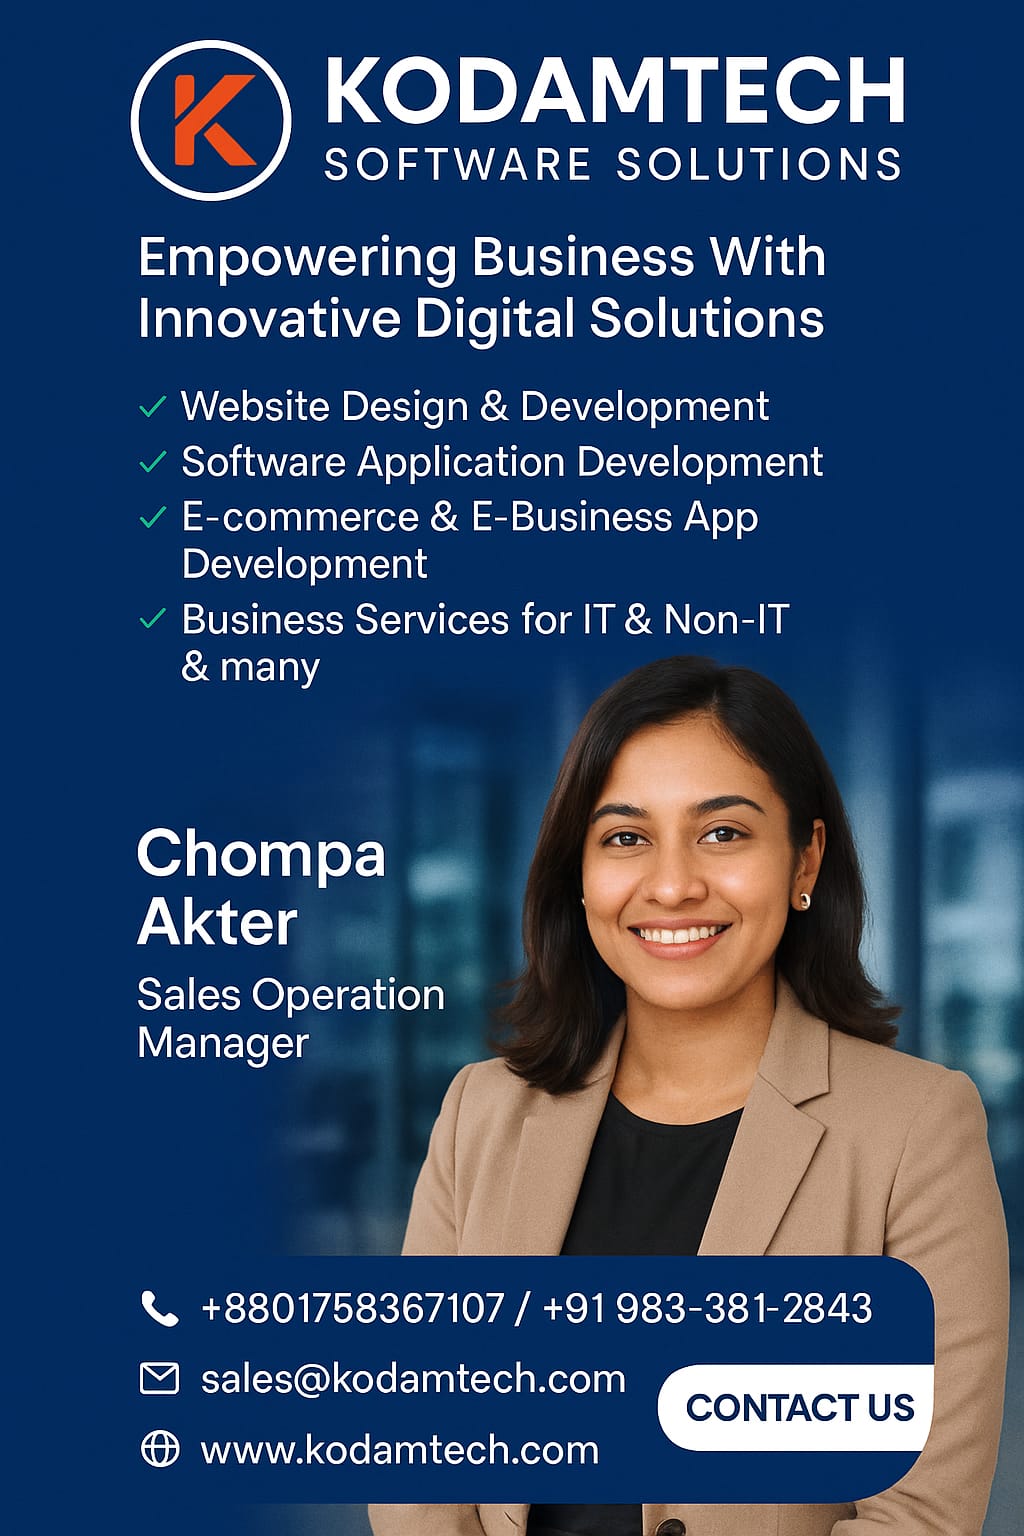 K
KODAMTECH
SOFTWARE SOLUTIONS
Empowering Business With
Innovative Digital Solutions
Website Design & Development
Software Application Development
E-commerce & E-Business App
Development
Business Services for IT & Non-IT
& many
Chompa
Akter
Sales Operation
Manager
+8801758367107 / +91 983-381-2843
sales@kodamtech.com
www.kodamtech.com
CONTACT US